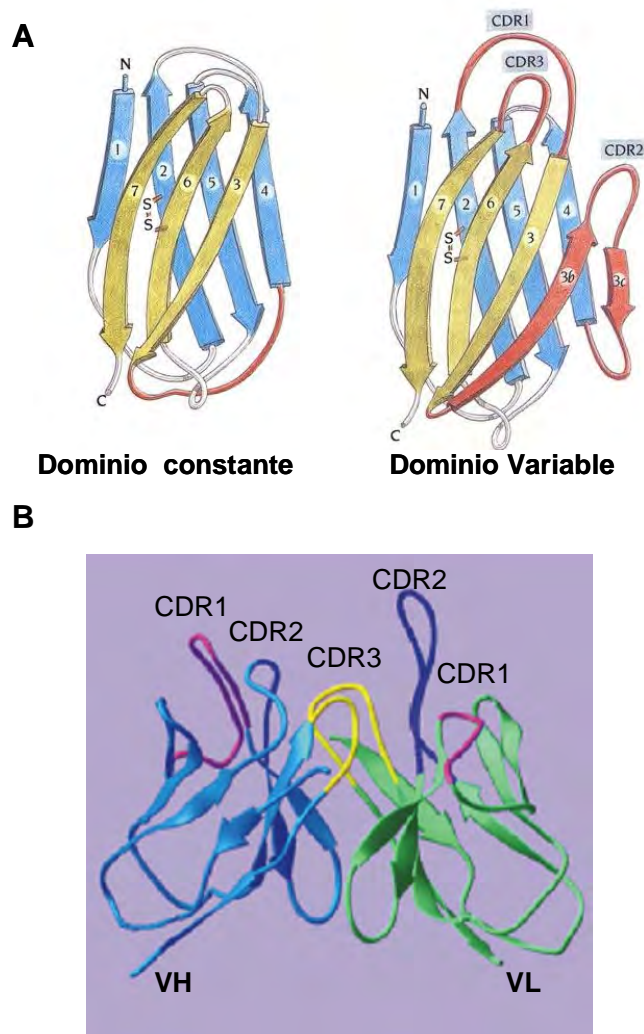 A
N
1
7
2
6
5
3
4
S
S
C
Dominio constante
CDR1
CDR3
CDR2
N
1
7
2
6
5
4
3
S
S
3b
3c
C
Dominio Variable
B
CDR1
CDR2
CDR3
CDR2
CDR1
VH
VL